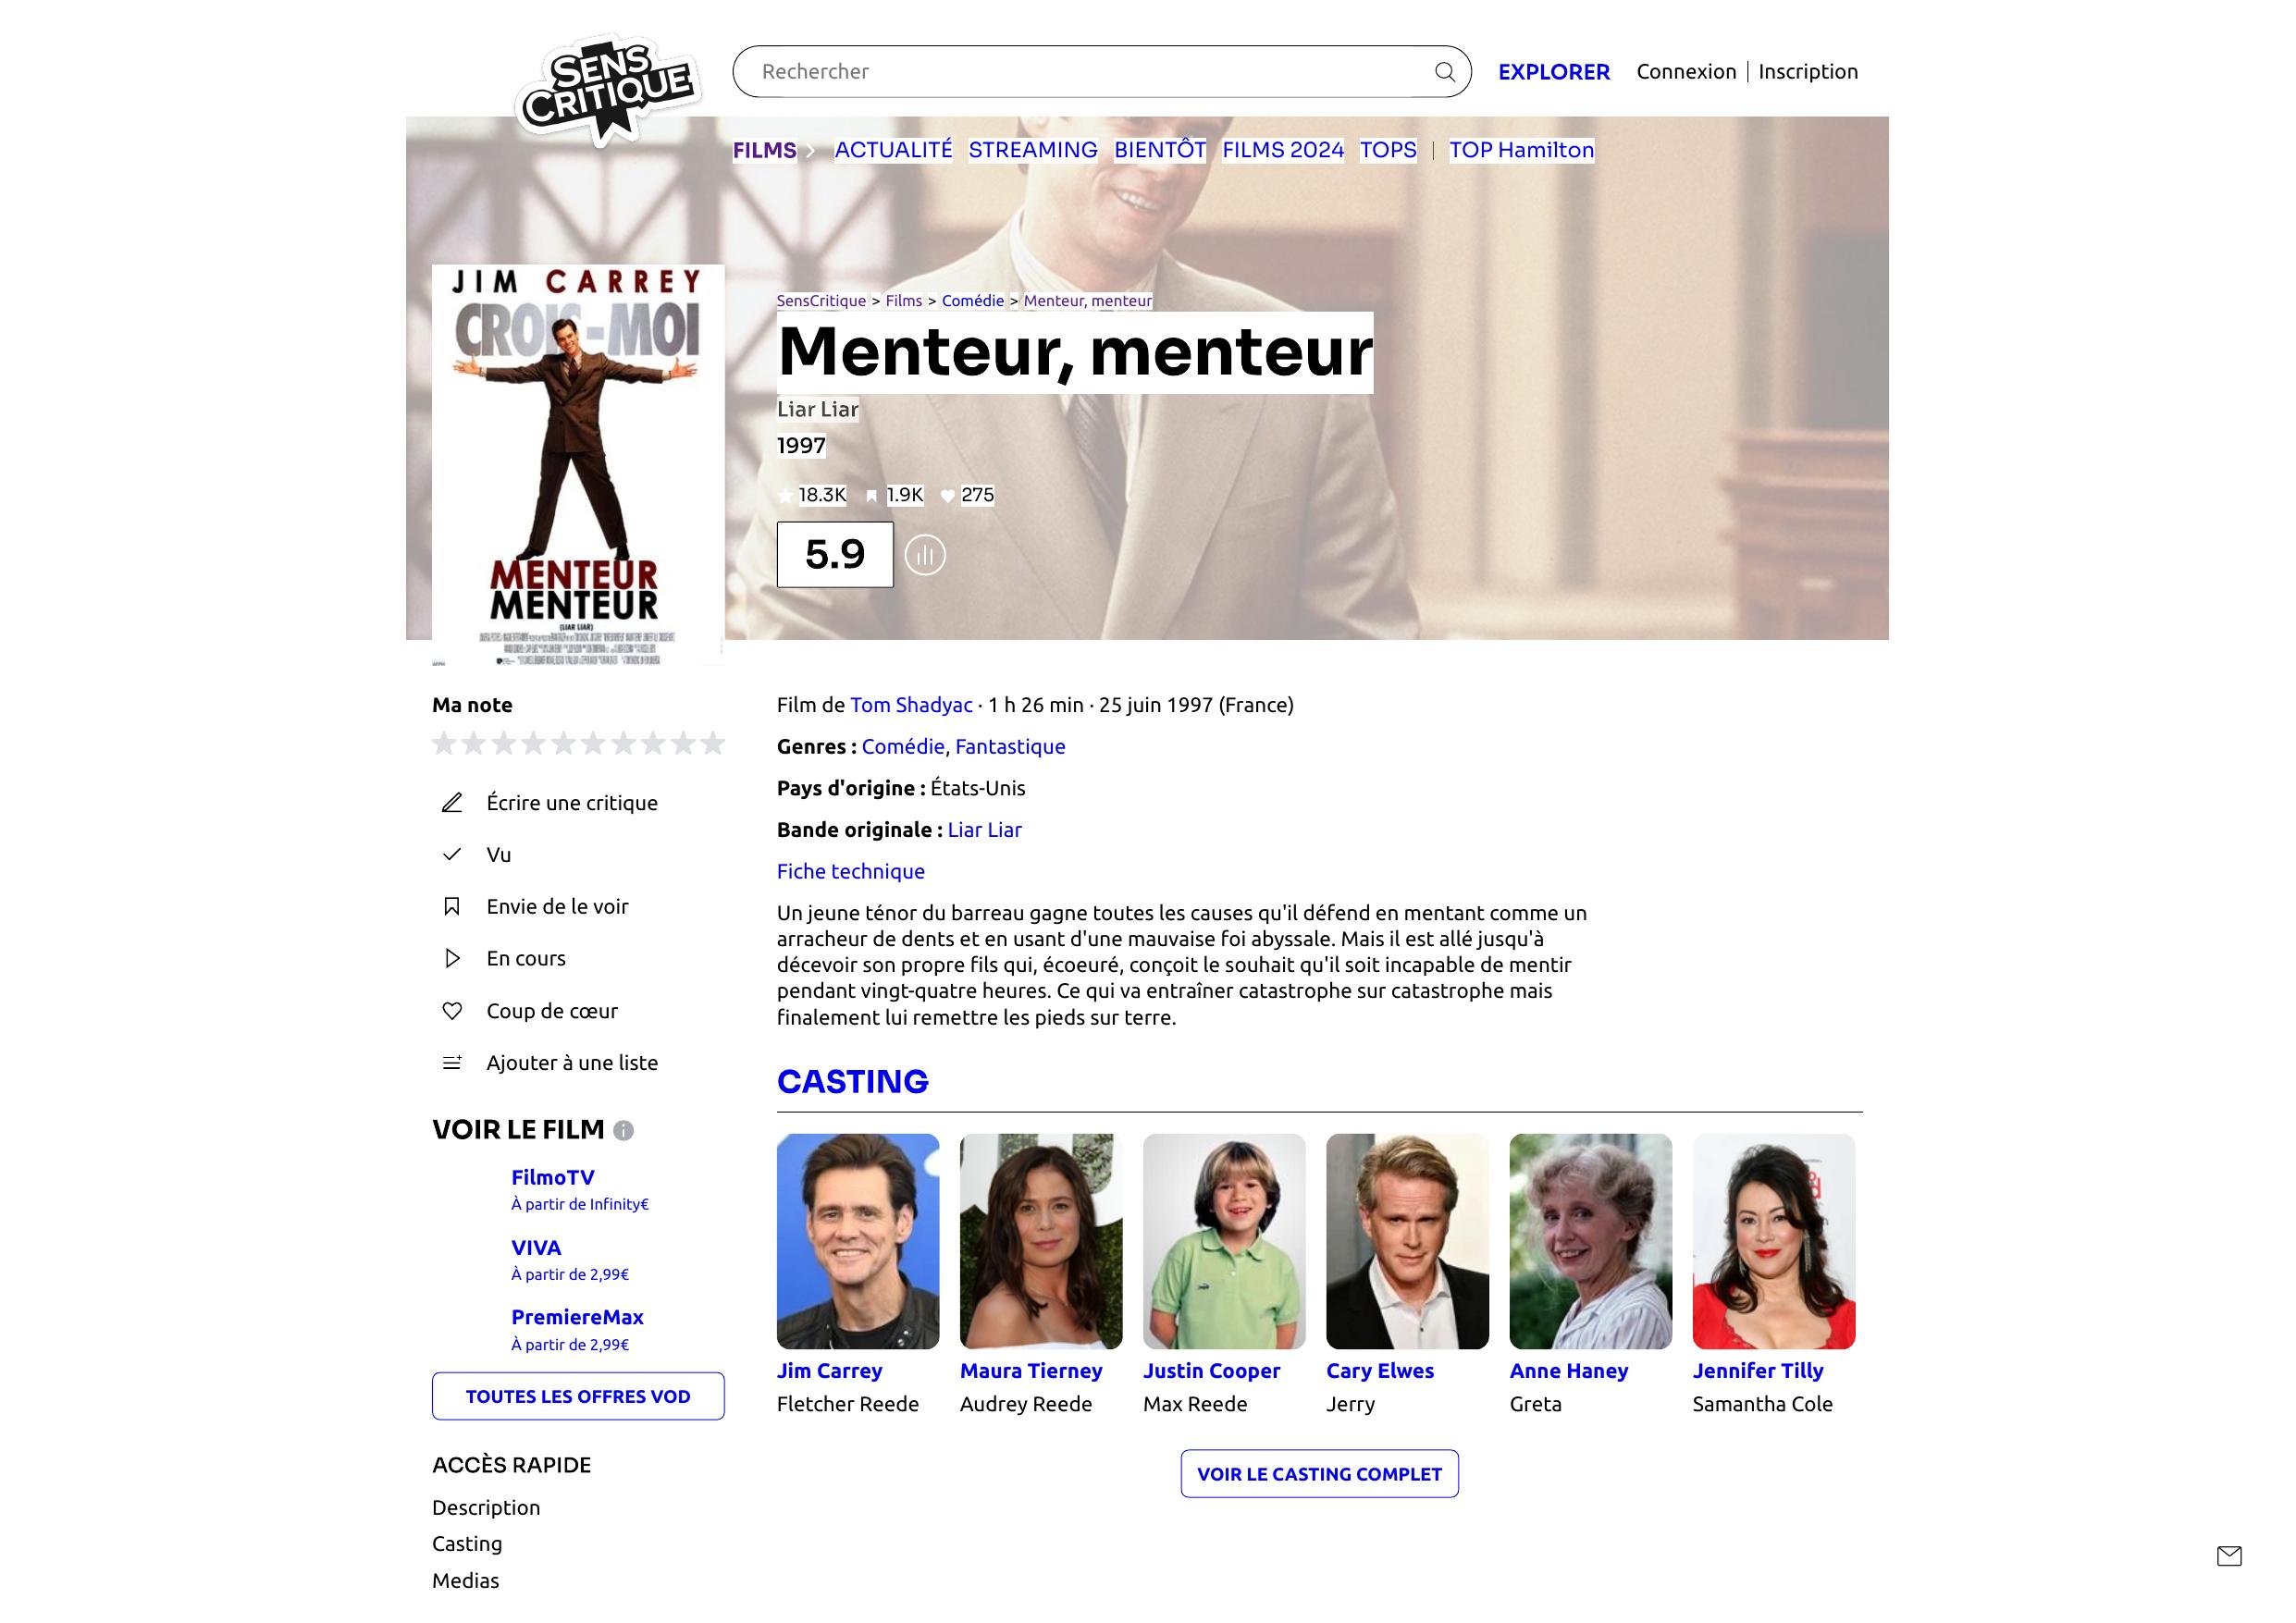 SENS
CRITIQUE
Rechercher
EXPLORER
Connexion | Inscription
FILMS
ACTUALITÉ
STREAMING
BIENTÔT
FILMS 2024
TOPS
|
TOP Hamilton
JIM CARREY
CROIS-MOI
MENTEUR
MENTEUR
(LIAR LIAR)
SensCritique > Films > Comédie > Menteur, menteur
Menteur, menteur
Liar Liar
1997
18.3K
1.9K
275
5.9
Ma note
Écrire une critique
Vu
Envie de le voir
En cours
Coup de cœur
Ajouter à une liste
VOIR LE FILM
FilmoTV
À partir de Infinity€
VIVA
À partir de 2,99€
PremiereMax
À partir de 2,99€
TOUTES LES OFFRES VOD
ACCÈS RAPIDE
Description
Casting
Medias
Film de Tom Shadyac · 1 h 26 min · 25 juin 1997 (France)
Genres : Comédie, Fantastique
Pays d'origine : États-Unis
Bande originale : Liar Liar
Fiche technique
Un jeune ténor du barreau gagne toutes les causes qu'il défend en mentant comme un
arracheur de dents et en usant d'une mauvaise foi abyssale. Mais il est allé jusqu'à
décevoir son propre fils qui, écoeuré, conçoit le souhait qu'il soit incapable de mentir
pendant vingt-quatre heures. Ce qui va entraîner catastrophe sur catastrophe mais
finalement lui remettre les pieds sur terre.
CASTING
Jim Carrey
Fletcher Reede
Maura Tierney
Audrey Reede
Justin Cooper
Max Reede
Cary Elwes
Jerry
Anne Haney
Greta
Jennifer Tilly
Samantha Cole
VOIR LE CASTING COMPLET